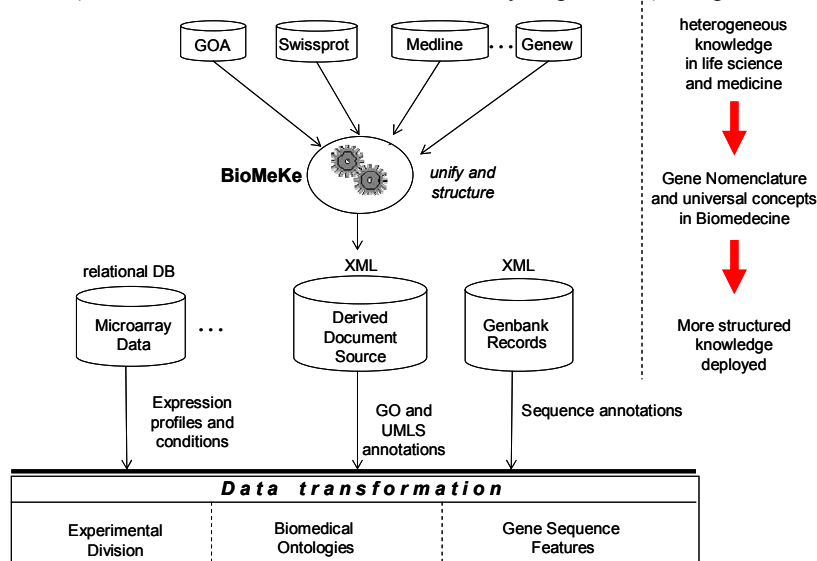 GOA
Swissprot
Medline
...
Genew
heterogeneous
knowledge
in life science
and medicine
BioMeKe
unify and
structure
Gene Nomenclature
and universal concepts
in Biomedecine
relational DB
XML
XML
Microarray
Data
...
Derived
Document
Source
Genbank
Records
More structured
knowledge
deployed
Expression
profiles and
conditions
GO and
UMLS
annotations
Sequence annotations
Data transformation
Experimental
Division
Biomedical
Ontologies
Gene Sequence
Features